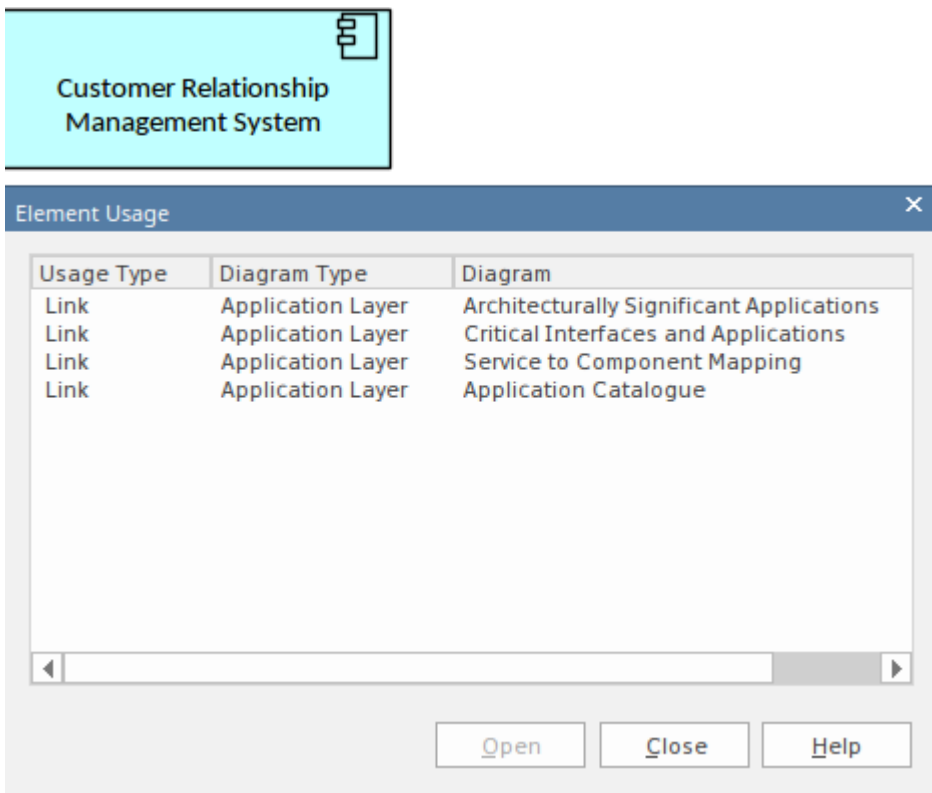 Customer Relationship
Management System
Element Usage
Usage Type Diagram Type Diagram
Link Application Layer Architecturally Significant Applications
Link Application Layer Critical Interfaces and Applications
Link Application Layer Service to Component Mapping
Link Application Layer Application Catalogue
Open Close Help